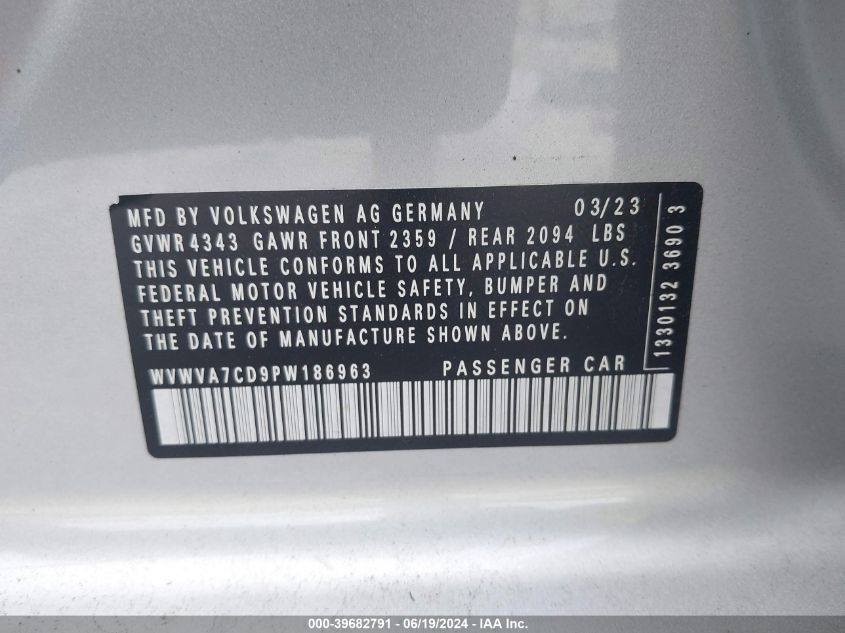 MFD BY VOLKSWAGEN AG GERMANY 03/23
GVWR 4343 GAWR FRONT 2359 / REAR 2094 LBS
THIS VEHICLE CONFORMS TO ALL APPLICABLE U.S.
FEDERAL MOTOR VEHICLE SAFETY, BUMPER AND
THEFT PREVENTION STANDARDS IN EFFECT ON
THE DATE OF MANUFACTURE SHOWN ABOVE.
WVWVA7CD9PW186963 PASSENGER CAR
1330132 3690 3
000-39682791 - 06/19/2024 - IAA Inc.